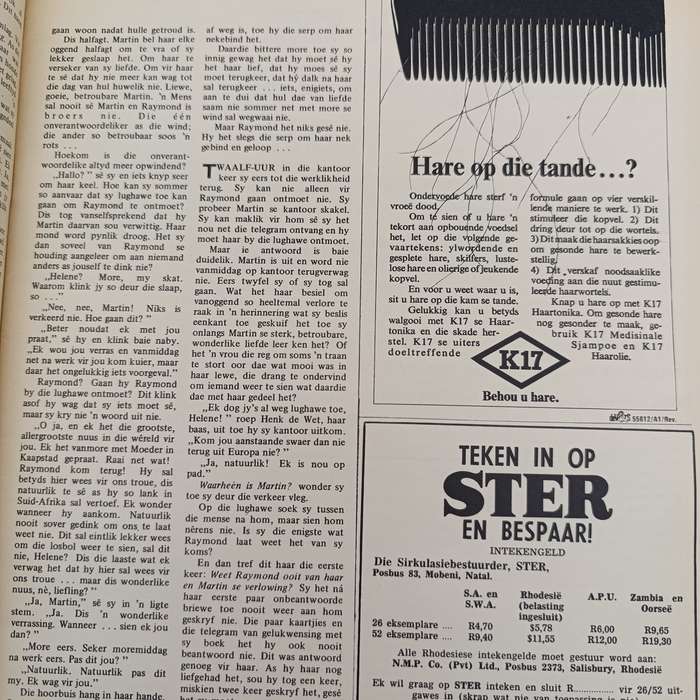 gaan woon nadat hulle getroud is.
Dis halfagt. Martin bel haar elke
oggend halfagt om te vra of sy
lekker geslaap het. Om haar te
verseker van sy liefde. Om vir haar
te sê dat hy nie meer kan wag tot
die dag van hul huwelik nie. Liewe,
goeie, betroubare Martin. 'n Mens
sal nooit sê Martin en Raymond is
broers nie. Die één
onverantwoordeliker as die wind;
die ander so betroubaar soos 'n
rots . . .
Hoekom is die onverant-
woordelike altyd meer opwindend?
„Hallo? ” sê sy en iets knyp seer
om haar keel. Hoe kan sy sommer
so aanvaar dat sy lughawe toe kan
gaan om Raymond te ontmoet?
Dis tog vanselfsprekend dat hy
Martin daarvan sou verwittig. Haar
mond word pynlik droog. Het sy
dan soveel van Raymond se
houding aangeleer om aan niemand
anders as jouself te dink nie?
„Helene? More, my skat.
Waarom klink jy so deur die slaap,
so . . .”
„Nee, nee, Martin! Niks is
verkeerd nie. Hoe gaan dit? ”
„Beter noudat ek met jou
praat,” sê hy en klink baie naby.
„Ek wou jou verras en vanmiddag
net na werk vir jou kom kuier, maar
daar het ongelukkig iets voorgeval.”
Raymond? Gaan hy Raymond
by die lughawe ontmoet? Dit klink
asof hy wag dat sy iets moet sê,
maar sy kry nie 'n woord uit nie.
„O ja, en ek het die grootste,
allergrootste nuus in die wêreld vir
jou. Ek het vanmore met Moeder in
Kaapstad gepraat. Raai net wat!
Raymond kom terug! Hy sal
betyds hier wees vir ons troue, dis
natuurlik te sê as hy so lank in
Suid-Afrika sal vertoef. Ek wonder
wanneer hy aankom. Natuurlik
nooit sover gedink om ons te laat
weet nie. Dit sal eintlik lekker wees
om die losbol weer te sien, sal dit
nie, Helene? Dis die laaste wat ek
verwag het dat hy hier sal wees vir
ons troue . . . maar dis wonderlike
nuus, nè, liefling? ”
„Ja, Martin,” sê sy in 'n ligte
stem. „Ja. Dis 'n wonderlike
verrassing. Wanneer . . . sien ek jou
dan? ”
„More eers. Seker moremiddag
na werk eers. Pas dit jou? ”
„Natuurlik. Natuurlik pas dit
my. Ek wag vir jou.”
Die hoorbuis hang in haar hande.
af weg is, toe hy die serp om haar
nekebind het.
Daardie bittere more toe sy so
innig gewag het dat hy moet sê hy
het haar lief, dat hy moes sê sy
moet terugkeer, dat hý dalk na haar
sal terugkeer . . . iets, enigiets, om
aan te dui dat hul dae van liefde
saam nie sommer net met more se
wind sal wegwaai nie.
Maar Raymond het niks gesê nie.
Hy het slegs die serp om haar nek
gebind en geloop . . .
TWAALF-UUR in die kantoor
keer sy eers tot die werklikheid
terug. Sy kan nie alleen vir
Raymond gaan ontmoet nie. Sy
probeer Martin se kantoor skakel.
Sy kan maklik vir hom sê sy het
nou net die telegram ontvang en hy
moet haar by die lughawe ontmoet.
Maar ie antwoord is baie
duidelik. Martin is uit en word nie
vanmiddag op kantoor terugverwag
nie. Eers twyfel sy of sy tog sal
gaan. Wat het haar besiel om
vanoggend so heeltemal verlore te
raak in 'n herinnering wat sy beslis
eenkant toe geskuif het toe sy
onlangs Martin se sterk, betroubare,
wonderlike liefde leer ken het? Of
het 'n vrou die reg om soms 'n traan
te stort oor dae wat mooi was in
haar lewe, die drang te ondervind
om iemand weer te sien wat daardie
dae met haar gedeel het?
„Ek dog jy's al weg lughawe toe,
Helene! ” roep Henk de Wet, haar
baas, uit toe hy sy kantoor uitkom.
„Kom jou aanstaande swaer dan nie
terug uit Europa nie? ”
„Ja, natuurlik! Ek is nou op
pad.”
Waarheen is Martin? wonder sy
toe sy deur die verkeer vleg.
Op die lughawe soek sy tussen
die mense na hom, maar sien hom
nêrens nie. Is sy die enigste wat
Raymond laat weet het van sy
koms?
En dan tref dit haar die eerste
keer: Weet Raymond ooit van haar
en Martin se verlowing? Sy het ná
haar eerste paar onbeantwoorde
briewe toe nooit weer aan hom
geskryf nie. Die paar kaartjies en
die telegram van gelukwensing met
sy boek het hy ook nooit
beantwoord nie. Dit was antwoord
genoeg vir haar. As hy haar nog
liefgehad het, sou hy tog een keer,
miskien twee keer geskryf het, gesê
Hare op die tande...?
Ondervoede hare sterf 'n
vroeë dood.
Om te sien of u hare 'n
tekort aan opbouende voedsel
het, let op die volgende ge-
vaartekens: ylwordende en
gesplete hare, skilfers, luste-
lose hare en olierige of jeukende
kopvel.
En vóór u weet waar u is,
sit u hare op die kam se tande.
Gelukkig kan u betyds
walgooi met K17 se Haar-
tonika en die skade her-
stel. K17 se uiters
doeltreffende
formule gaan op vier verskil-
lende maniere te werk. 1) Dit
stimuleer die kopvel. 2) Dit
dring deur tot op die wortels.
3) Dit maak die haarsakkies oop
om gesonde hare te bewerk-
stellig.
4) Dit verskaf noodsaaklike
voeding aan die nuut gestimu-
leerde haarwortels.
Knap u hare op met K17
Haartonika. Om gesonde hare
nog gesonder te maak, ge-
bruik K17 Medisinale
Sjampoe en K17
Haarolie.
K17
Behou u hare.
55812/A1/Rev.
TEKEN IN OP
STER
EN BESPAAR!
INTEKENGELD
Die Sirkulasiebestuurder, STER,
Posbus 83, Mobeni, Natal.
S.A. en S.W.A. Rhodesië (belasting ingesluit) A.P.U. Zambia en Oorseë
26 eksemplare .... R4,70 $5,78 R6,00 R9,65
52 eksemplare .... R9,40 $11,55 R12,00 R19,30
Alle Rhodesiese intekengelde moet gestuur word aan:
N.M.P. Co. (Pvt) Ltd., Posbus 2373, Salisbury, Rhodesië
Ek wil graag op STER inteken en sluit R........ vir 26/52 uit-
gawes in (skrap wat nie van toepassing is nie)